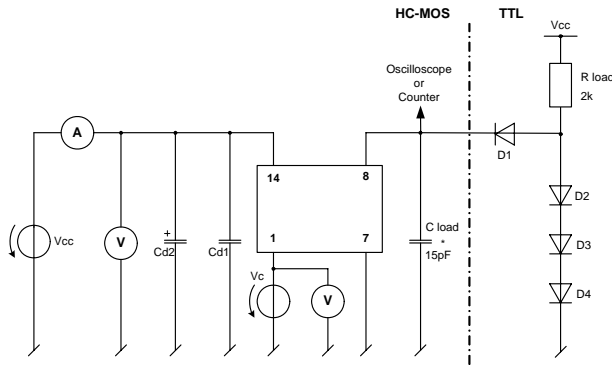 HC-MOS TTL
Vcc
Oscilloscope
or
Counter
R load
2k
A
D1
14 8
D2
V
Vcc
+
Cd2
Cd1
1 7
C load
*
15pF
D3
Vc
V
D4